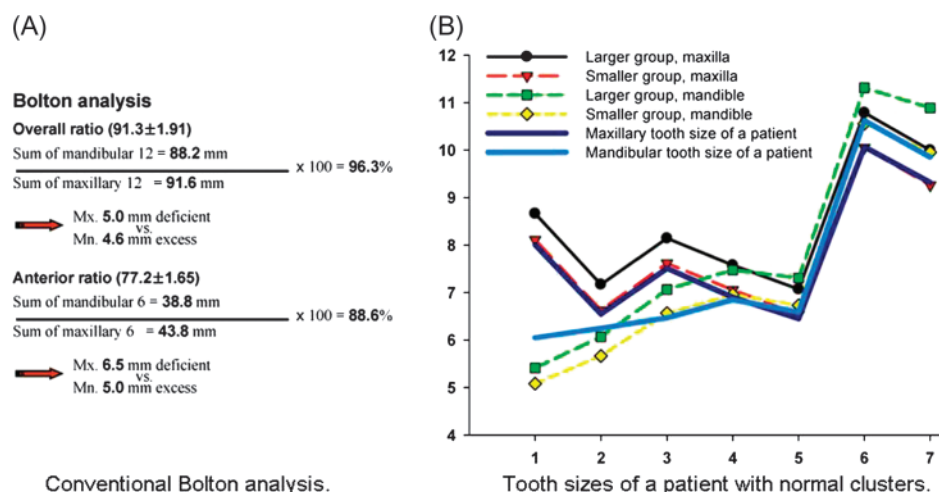 (A)
Bolton analysis
Overall ratio (91.3±1.91)
Sum of mandibular 12 = 88.2 mm
x 100 = 96.3%
Sum of maxillary 12 = 91.6 mm
Mx. 5.0 mm deficient
vs.
Mn. 4.6 mm excess
Anterior ratio (77.2±1.65)
Sum of mandibular 6 = 38.8 mm
x 100 = 88.6%
Sum of maxillary 6 = 43.8 mm
Mx. 6.5 mm deficient
vs.
Mn. 5.0 mm excess
Conventional Bolton analysis.
(B)
Larger group, maxilla
Smaller group, maxilla
Larger group, mandible
Smaller group, mandible
Maxillary tooth size of a patient
Mandibular tooth size of a patient
12
11
10
9
8
7
6
5
4
1 2 3 4 5 6 7
Tooth sizes of a patient with normal clusters.